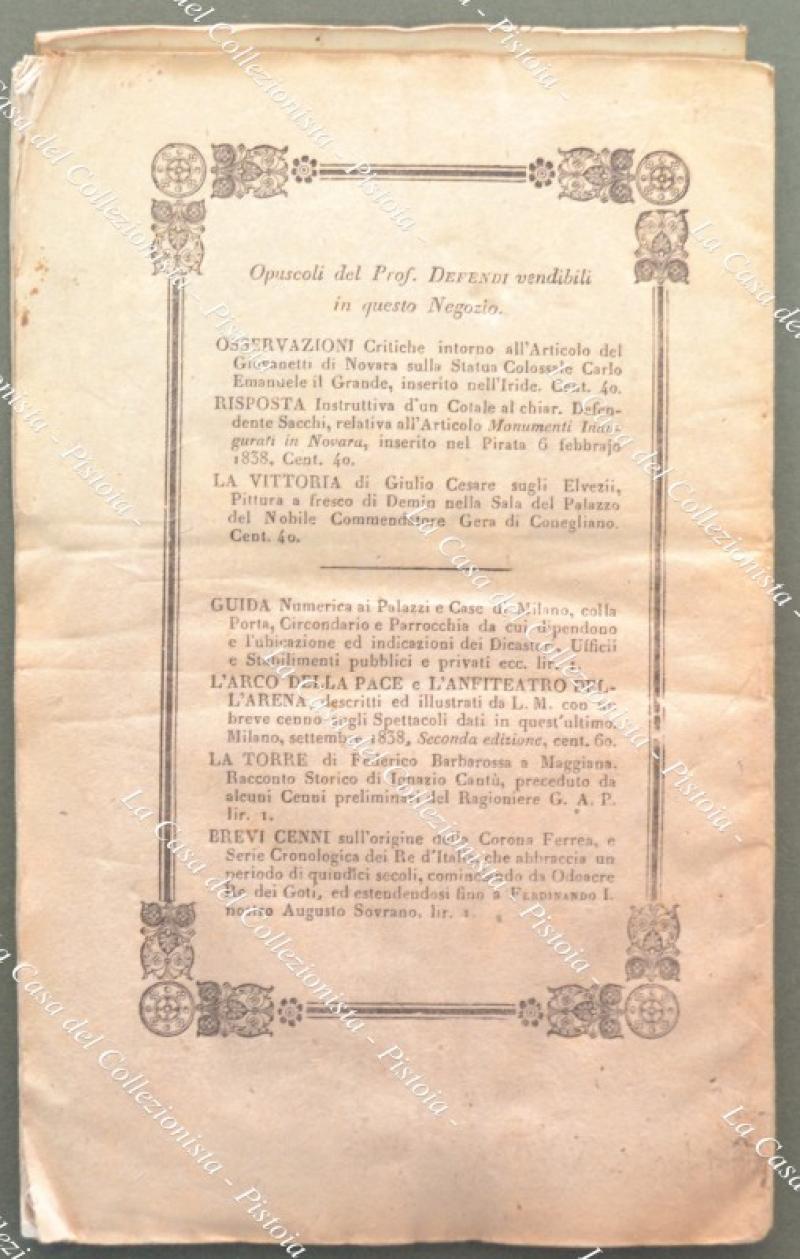 Opuscoli del Prof. DEFENDI vendibili
in questo Negozio.
OSSERVAZIONI Critiche intorno all'Articolo del
Giovanetti di Novara sulla Statua Colossale Carlo
Emanuele il Grande, inserito nell'Iride. Cent. 40.
RISPOSTA Instruttiva d'un Cotale al chiar. Defen-
dente Sacchi, relativa all'Articolo Monumenti Inau-
gurati in Novara, inserito nel Pirata 6 febbrajo
1838, Cent. 40.
LA VITTORIA di Giulio Cesare sugli Elvezii,
Pittura a fresco di Demin nella Sala del Palazzo
del Nobile Commendatore Gera di Conegliano.
Cent. 40.
GUIDA Numerica ai Palazzi e Case di Milano, colla
Porta, Circondario e Parrocchia da cui dipendono
e l'ubicazione ed indicazioni dei Dicasteri, Ufficii
e Stabilimenti pubblici e privati ecc. lir. 1.
L'ARCO DELLA PACE e L'ANFITEATRO DEL-
L'ARENA, descritti ed illustrati da L. M. con un
breve cenno sugli Spettacoli dati in quest'ultimo.
Milano, settembre 1838, Seconda edizione, cent. 60.
LA TORRE di Federico Barbarossa a Maggiana.
Racconto Storico di Ignazio Cantù, preceduto da
alcuni Cenni preliminari del Ragioniere G. A. P.
lir. 1.
BREVI CENNI sull'origine della Corona Ferrea, e
Serie Cronologica dei Re d'Italia, che abbraccia un
periodo di quindici secoli, cominciando da Odoacre
Re dei Goti, ed estendendosi fino a FERDINANDO I.
nostro Augusto Sovrano. lir. 1.
La Casa del Collezionista - Pistoia -